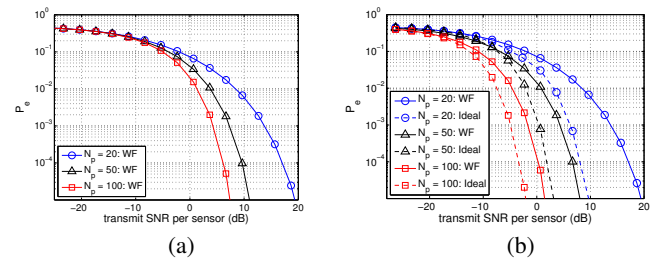 10^0
10^-1
10^-2
10^-3
10^-4
P_e
N_p = 20: WF
N_p = 50: WF
N_p = 100: WF
-20 -10 0 10 20
transmit SNR per sensor (dB)
(a)
10^0
10^-1
10^-2
10^-3
10^-4
P_e
N_p = 20: WF
N_p = 20: Ideal
N_p = 50: WF
N_p = 50: Ideal
N_p = 100: WF
N_p = 100: Ideal
-20 -10 0 10 20
transmit SNR per sensor (dB)
(b)